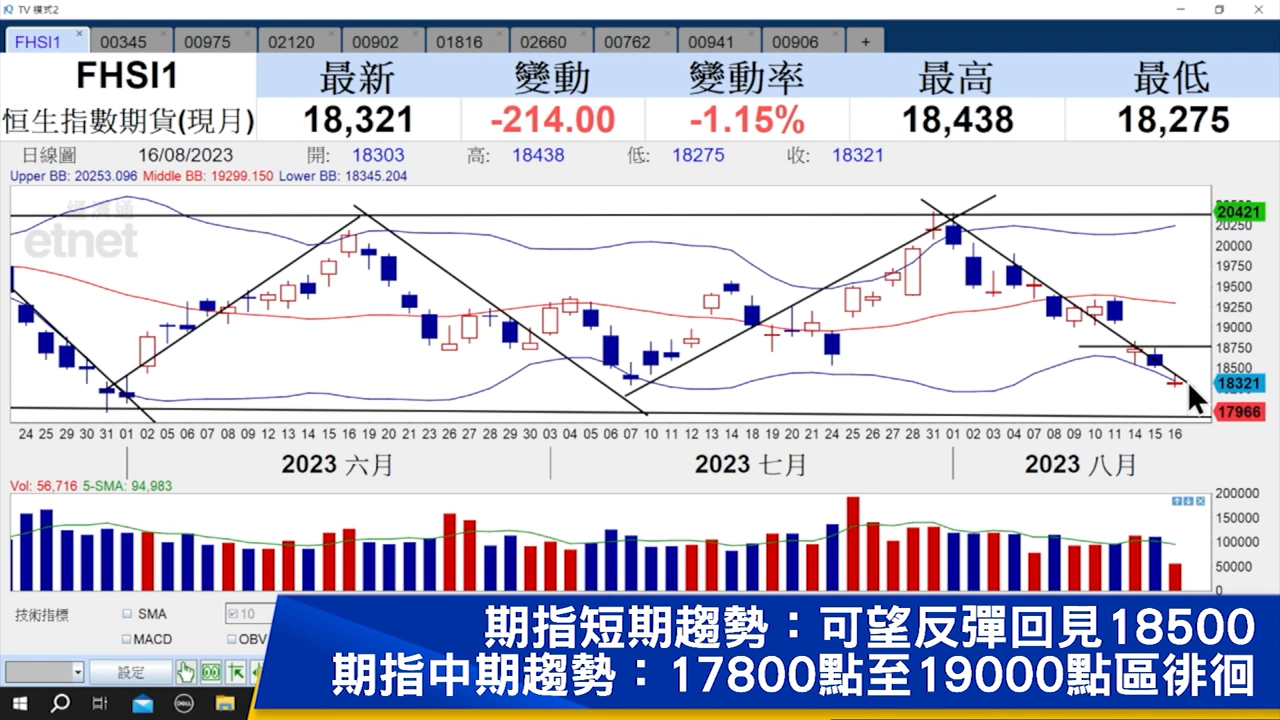 TV 模式2
FHSI1 00345 00975 02120 00902 01816 02660 00762 00941 00906 +
FHSI1 最新 變動 變動率 最高 最低
恒生指數期貨(現月) 18,321 -214.00 -1.15% 18,438 18,275
日線圖 16/08/2023 開: 18303 高: 18438 低: 18275 收: 18321
Upper BB: 20253.096 Middle BB: 19299.150 Lower BB: 18345.204
經濟通
etnet
20421
20250
20000
19750
19500
19250
19000
18750
18500
18321
17966
24 25 29 30 31 01 02 05 06 07 08 09 12 13 14 15 16 19 20 21 23 26 27 28 29 30 03 04 05 06 07 10 11 12 13 14 18 19 20 21 24 25 26 27 28 31 01 02 03 04 07 08 09 10 11 14 15 16
2023 六月 2023 七月 2023 八月
Vol: 56,716 5-SMA: 94,983
200000
150000
100000
50000
0
技術指標 SMA 10
MACD OBV
設定
期指短期趨勢：可望反彈回見18500
期指中期趨勢：17800點至19000點區徘徊
DELL